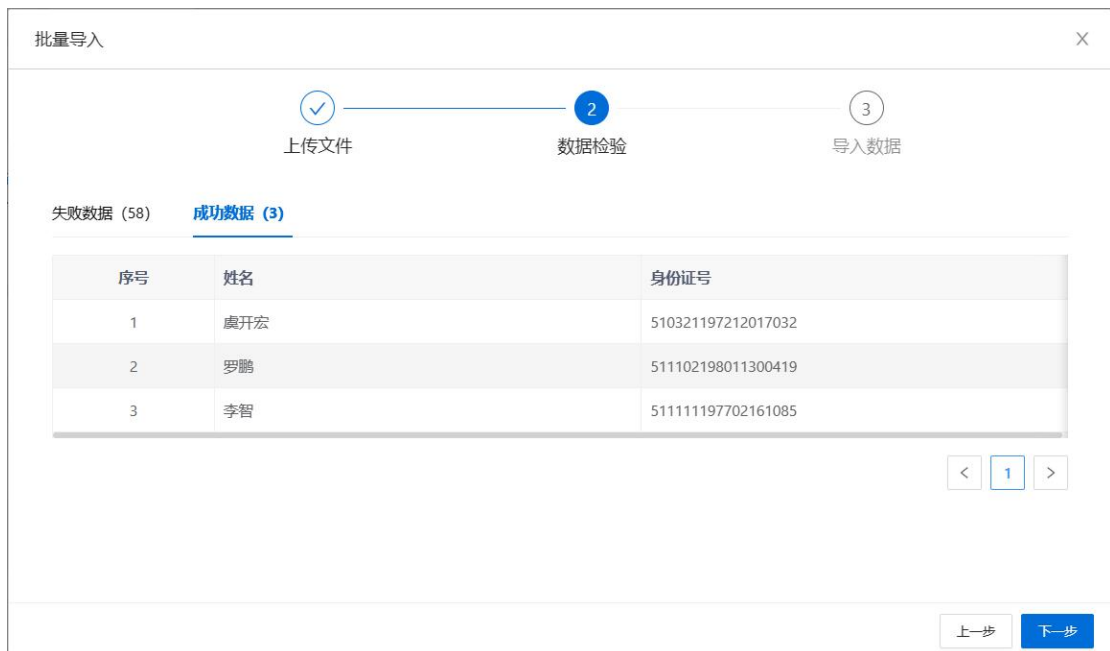 批量导入
2 3
上传文件 数据检验 导入数据
失败数据 (58) 成功数据 (3)
序号 姓名 身份证号
1 虞开宏 510321197212017032
2 罗鹏 511102198011300419
3 李智 511111197702161085
< 1 >
上一步 下一步